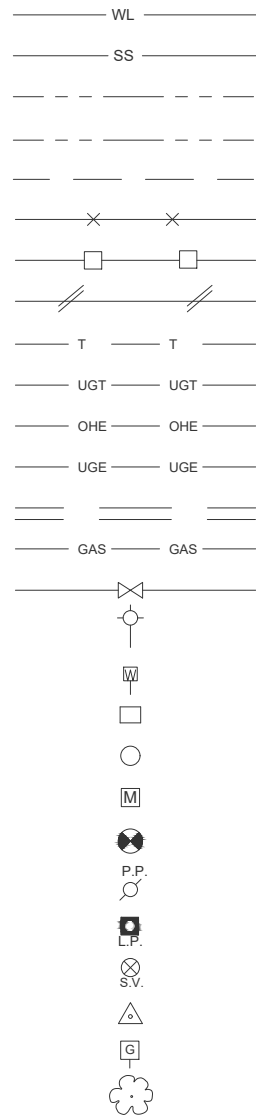 WL
SS
T T
UGT UGT
OHE OHE
UGE UGE
GAS GAS
W
M
P.P.
L.P.
S.V.
G